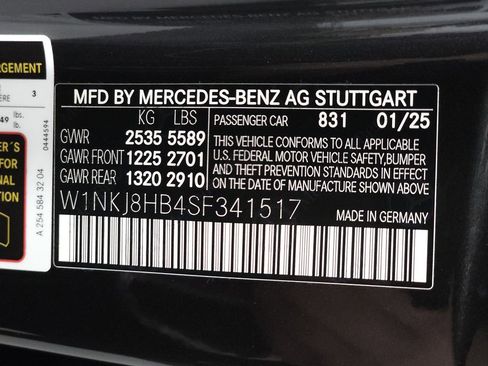 MFD BY MERCEDES-BENZ AG STUTTGART
KG LBS
PASSENGER CAR 831 01/25
GVWR 2535 5589
GAWR FRONT 1225 2701
GAWR REAR 1320 2910
THIS VEHICLE CONFORMS TO ALL APPLICABLE
U.S. FEDERAL MOTOR VEHICLE SAFETY, BUMPER
AND THEFT PREVENTION STANDARDS IN EFFECT
ON THE DATE OF MANUFACTURE SHOWN ABOVE.
W1NKJ8HB4SF341517
MADE IN GERMANY
3
lbs.
0444594
A 254 584 32 04